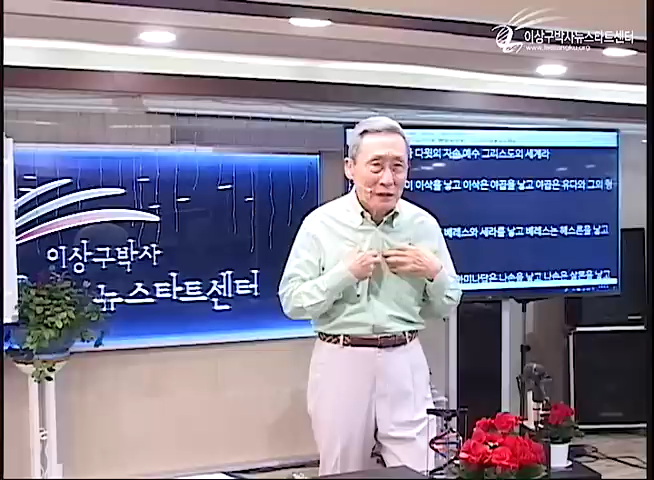 이상구박사뉴스타트센터
www.leesangku.org
다윗의 자손 예수 그리스도의 세계라
이 이삭을 낳고 이삭은 야곱을 낳고 야곱은 유다와 그의 형
베레스와 세라를 낳고 베레스는 헤스론을 낳고
아미나답은 나손을 낳고 나손은 살몬을 낳고
이상구박사
뉴스타트센터